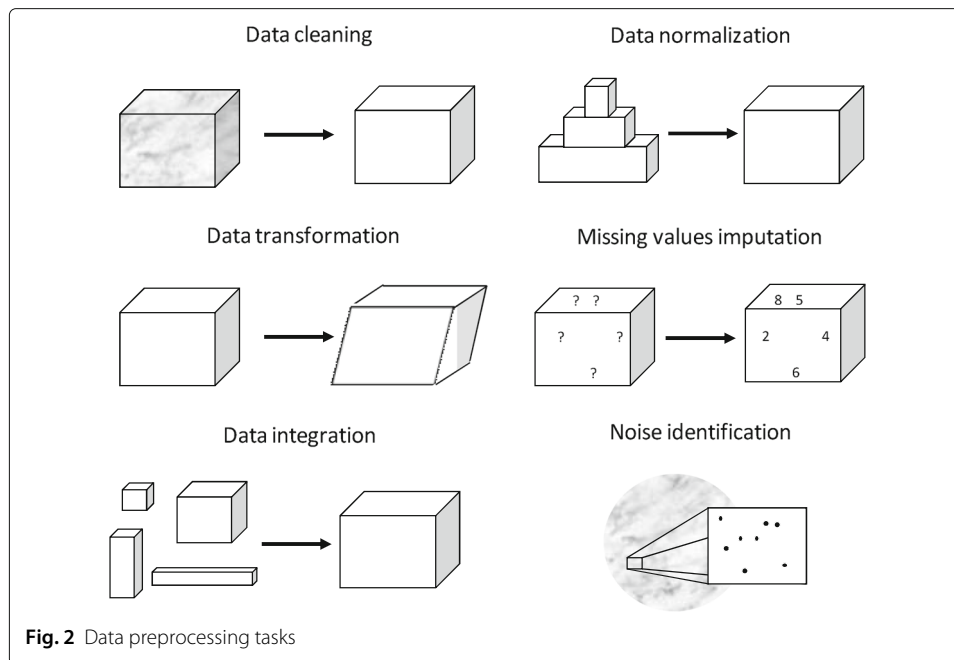 Data cleaning
Data normalization
Data transformation
Missing values imputation
? ?
? ?
?
8 5
2 4
6
Data integration
Noise identification
Fig. 2 Data preprocessing tasks